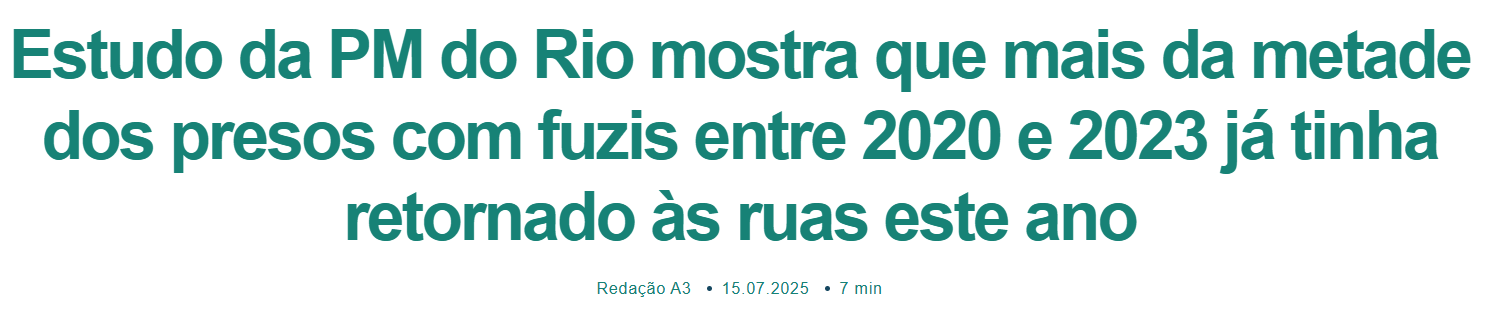 Estudo da PM do Rio mostra que mais da metade
dos presos com fuzis entre 2020 e 2023 já tinha
retornado às ruas este ano
Redação A3 • 15.07.2025 • 7 min